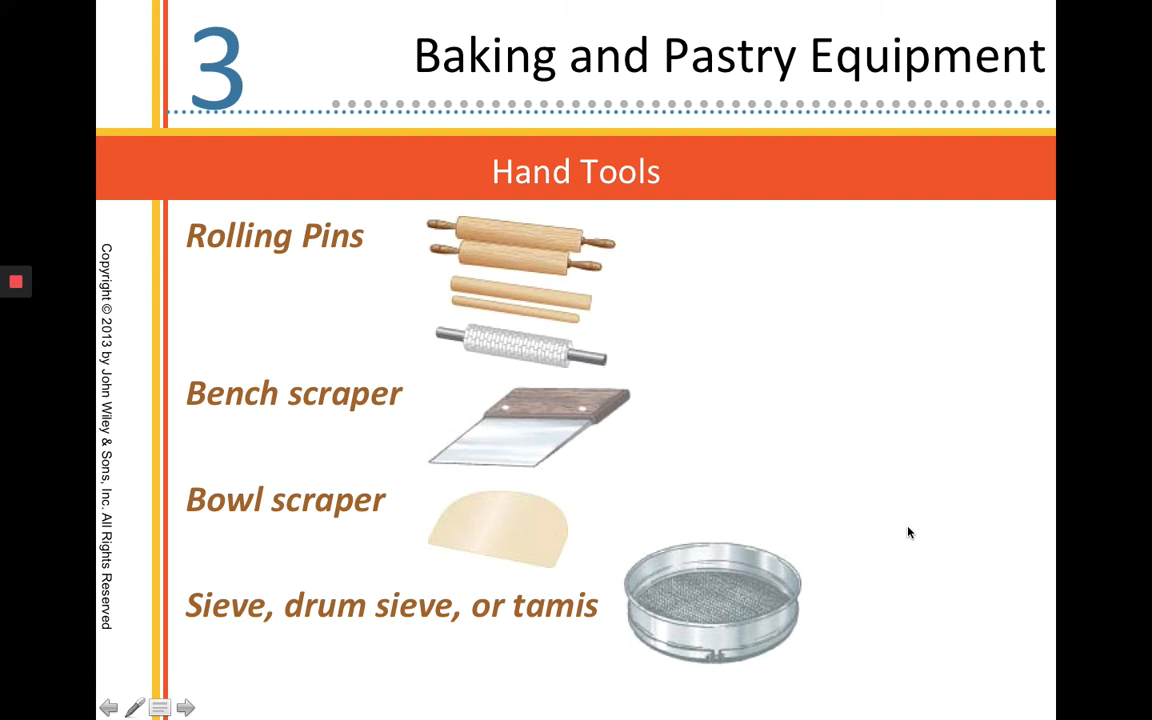 3
Baking and Pastry Equipment
Hand Tools
Rolling Pins
Bench scraper
Bowl scraper
Sieve, drum sieve, or tamis
Copyright © 2013 by John Wiley & Sons, Inc. All Rights Reserved